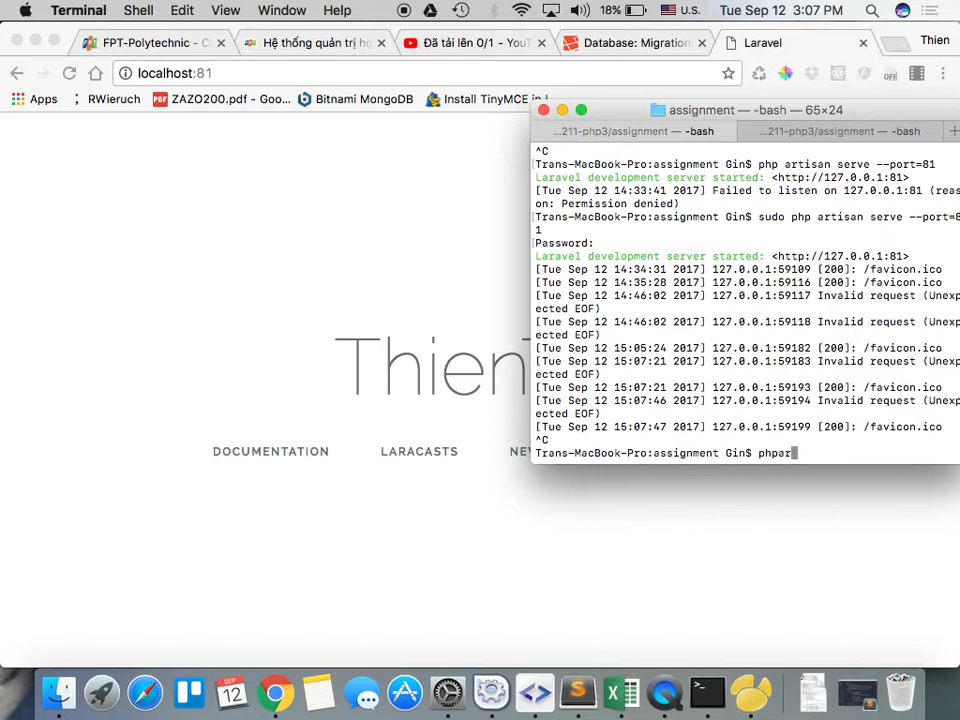 Terminal Shell Edit View Window Help 18% U.S. Tue Sep 12 3:07 PM
FPT-Polytechnic - C
Hệ thống quản trị họ
Đã tải lên 0/1 - YouT
Database: Migration
Laravel
Thien
localhost:81
OFF
Apps
RWieruch
ZAZO200.pdf - Goo...
Bitnami MongoDB
Install TinyMCE in L
assignment — -bash — 65×24
...211-php3/assignment — -bash
...211-php3/assignment — -bash
^C
[Trans-MacBook-Pro:assignment Gin$ php artisan serve --port=81
Laravel development server started: <http://127.0.0.1:81>
[Tue Sep 12 14:33:41 2017] Failed to listen on 127.0.0.1:81 (reas
on: Permission denied)
[Trans-MacBook-Pro:assignment Gin$ sudo php artisan serve --port=8
1
[Password:
Laravel development server started: <http://127.0.0.1:81>
[Tue Sep 12 14:34:31 2017] 127.0.0.1:59109 [200]: /favicon.ico
[Tue Sep 12 14:35:28 2017] 127.0.0.1:59116 [200]: /favicon.ico
[Tue Sep 12 14:46:02 2017] 127.0.0.1:59117 Invalid request (Unexp
ected EOF)
[Tue Sep 12 14:46:02 2017] 127.0.0.1:59118 Invalid request (Unexp
ected EOF)
[Tue Sep 12 15:05:24 2017] 127.0.0.1:59182 [200]: /favicon.ico
[Tue Sep 12 15:07:21 2017] 127.0.0.1:59183 Invalid request (Unexp
ected EOF)
[Tue Sep 12 15:07:21 2017] 127.0.0.1:59193 [200]: /favicon.ico
[Tue Sep 12 15:07:46 2017] 127.0.0.1:59194 Invalid request (Unexp
ected EOF)
[Tue Sep 12 15:07:47 2017] 127.0.0.1:59199 [200]: /favicon.ico
^C
Trans-MacBook-Pro:assignment Gin$ phpar
Thien
DOCUMENTATION
LARACASTS
NE
SEP
12